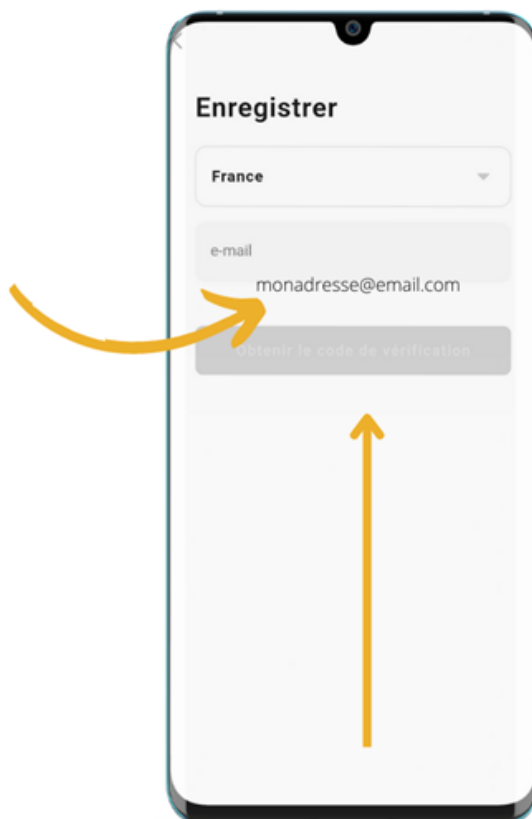 Enregistrer
France
e-mail
monadresse@email.com
Obtenir le code de vérification